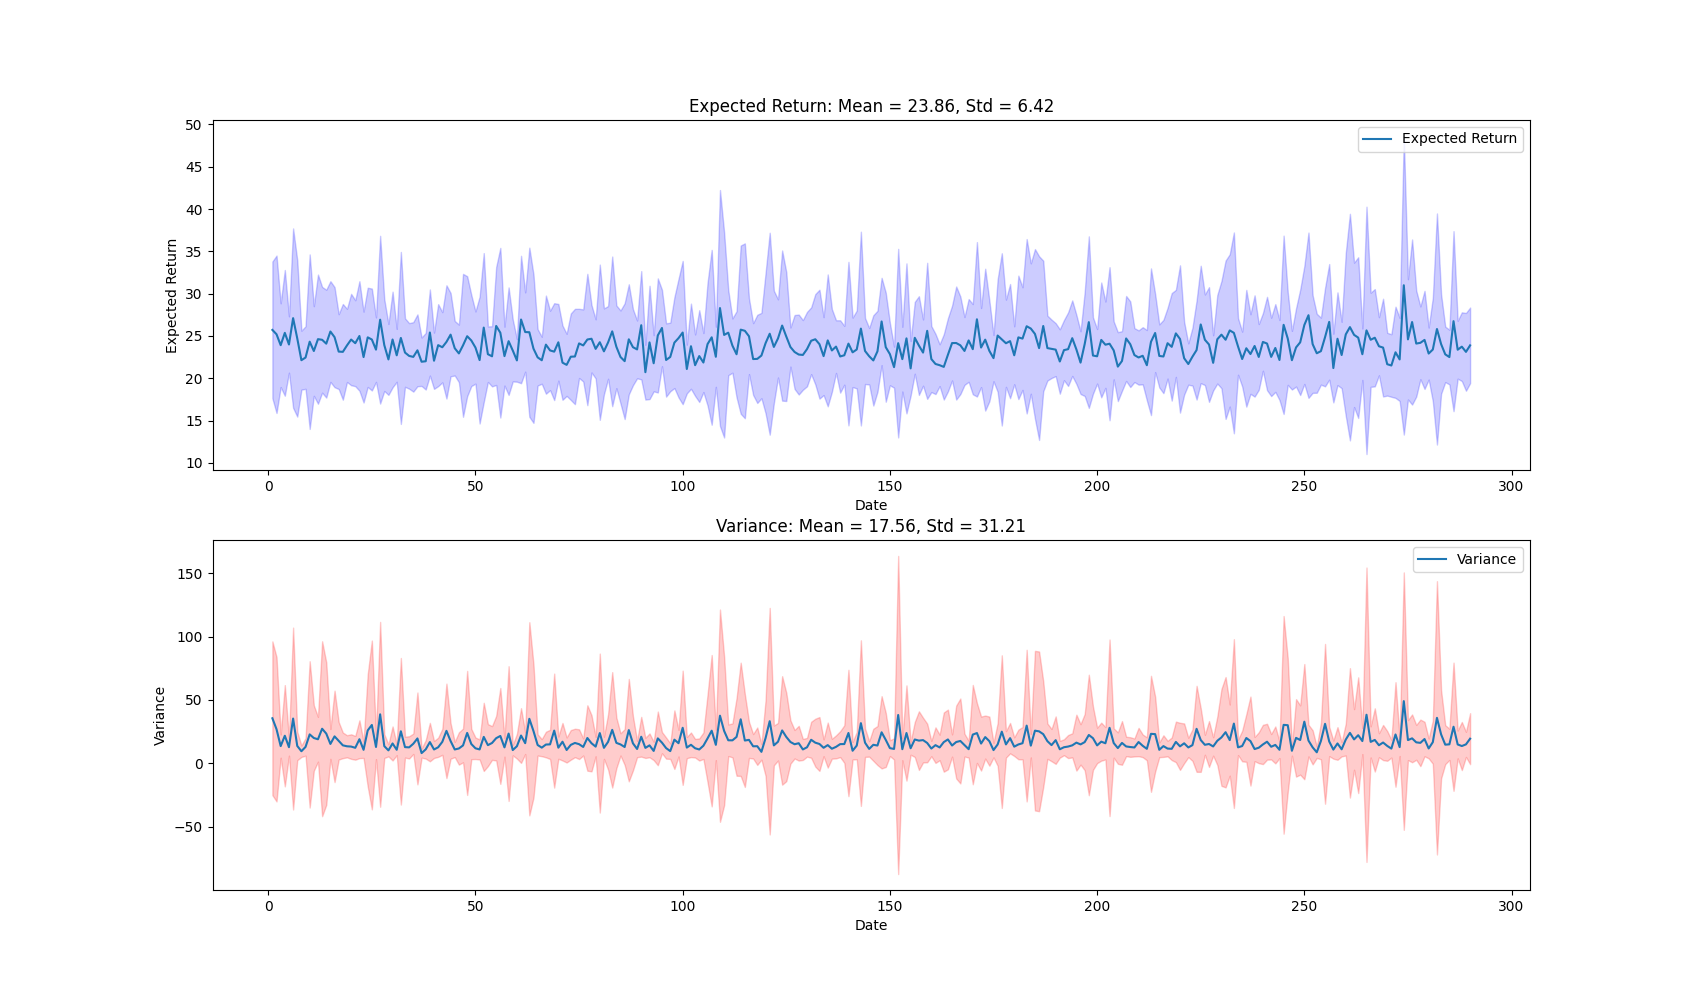 Expected Return: Mean = 23.86, Std = 6.42
Expected Return
50
45
40
35
30
25
20
15
10
Expected Return
0 50 100 150 200 250 300
Date
Variance: Mean = 17.56, Std = 31.21
Variance
150
100
50
0
−50
Variance
0 50 100 150 200 250 300
Date